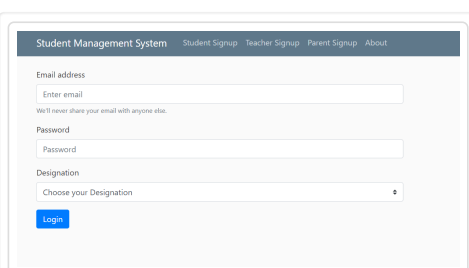 Student Management System Student Signup Teacher Signup Parent Signup About
Email address
Enter email
We'll never share your email with anyone else.
Password
Password
Designation
Choose your Designation
Login